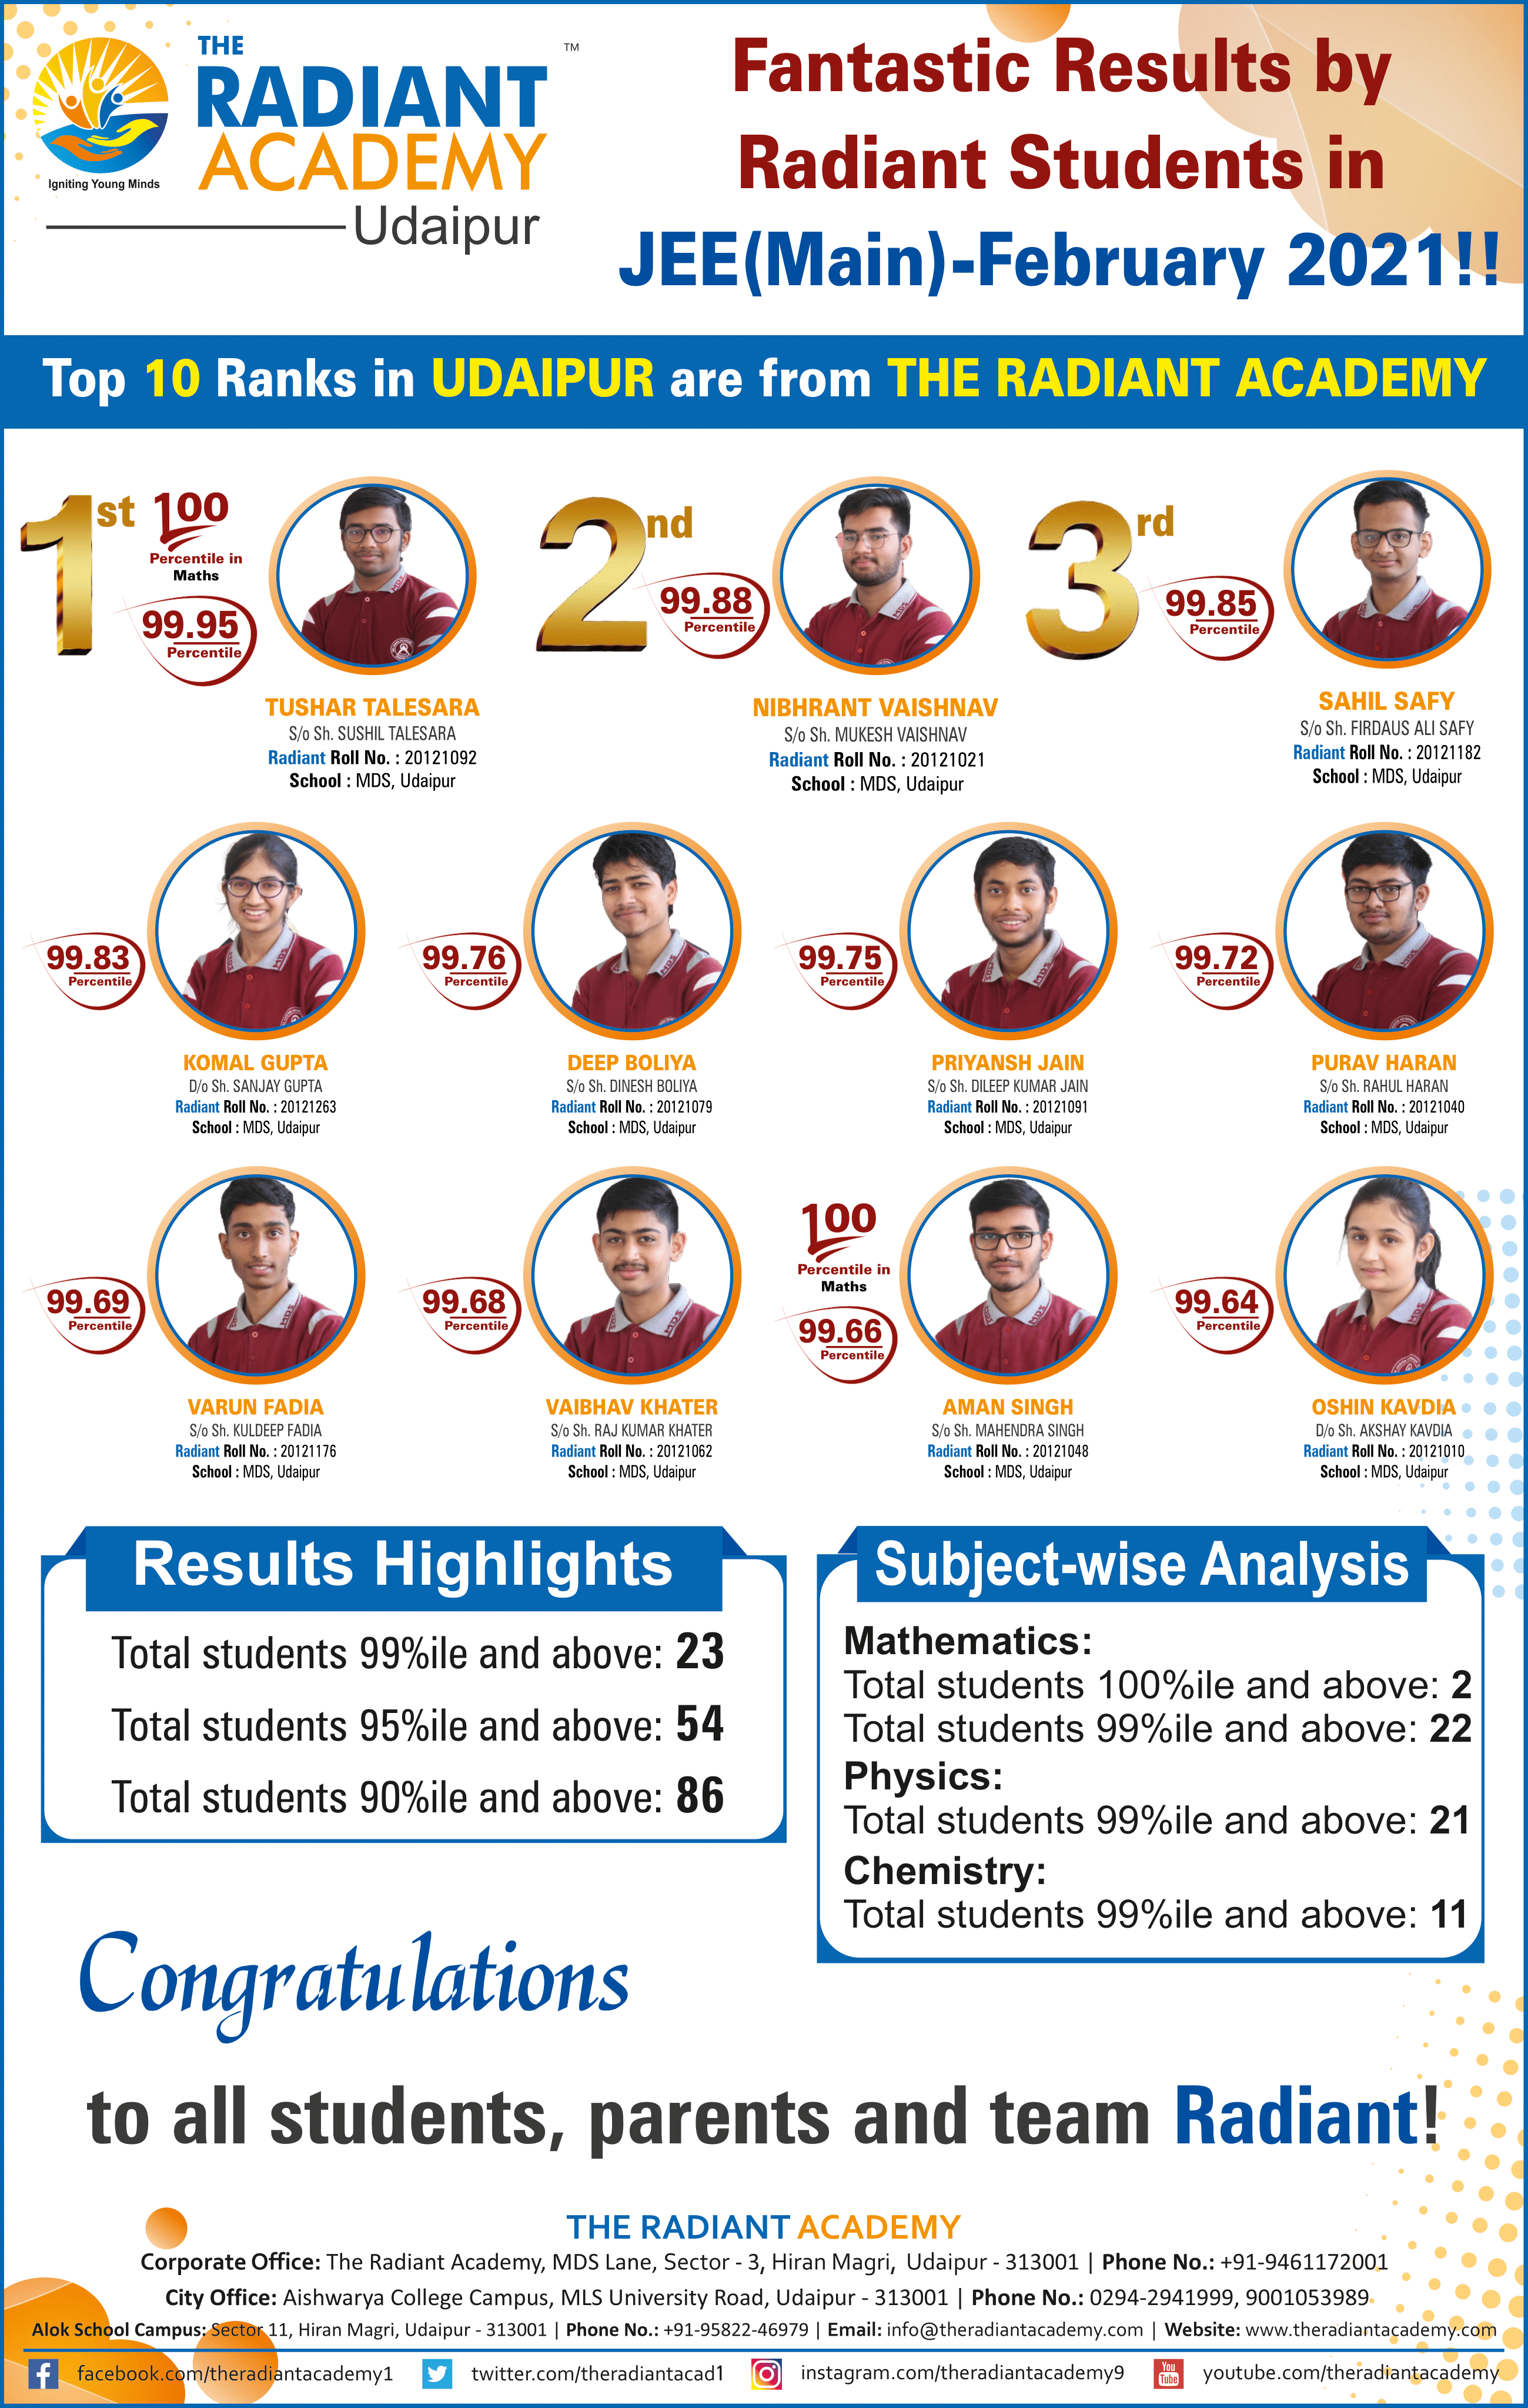 THE
RADIANT
TM
ACADEMY
Igniting Young Minds
Udaipur
Fantastic Results by
Radiant Students in
JEE(Main)-February 2021!!
Top 10 Ranks in UDAIPUR are from THE RADIANT ACADEMY
1st
100
Percentile in
Maths
99.95
Percentile
TUSHAR TALESARA
S/o Sh. SUSHIL TALESARA
Radiant Roll No. : 20121092
School : MDS, Udaipur
2nd
99.88
Percentile
NIBHRANT VAISHNAV
S/o Sh. MUKESH VAISHNAV
Radiant Roll No. : 20121021
School : MDS, Udaipur
3rd
99.85
Percentile
SAHIL SAFY
S/o Sh. FIRDAUS ALI SAFY
Radiant Roll No. : 20121182
School : MDS, Udaipur
99.83
Percentile
KOMAL GUPTA
D/o Sh. SANJAY GUPTA
Radiant Roll No. : 20121263
School : MDS, Udaipur
99.76
Percentile
DEEP BOLIYA
S/o Sh. DINESH BOLIYA
Radiant Roll No. : 20121079
School : MDS, Udaipur
99.75
Percentile
PRIYANSH JAIN
S/o Sh. DILEEP KUMAR JAIN
Radiant Roll No. : 20121091
School : MDS, Udaipur
99.72
Percentile
PURAV HARAN
S/o Sh. RAHUL HARAN
Radiant Roll No. : 20121040
School : MDS, Udaipur
99.69
Percentile
VARUN FADIA
S/o Sh. KULDEEP FADIA
Radiant Roll No. : 20121176
School : MDS, Udaipur
99.68
Percentile
VAIBHAV KHATER
S/o Sh. RAJ KUMAR KHATER
Radiant Roll No. : 20121062
School : MDS, Udaipur
100
Percentile in
Maths
99.66
Percentile
AMAN SINGH
S/o Sh. MAHENDRA SINGH
Radiant Roll No. : 20121048
School : MDS, Udaipur
99.64
Percentile
OSHIN KAVDIA
D/o Sh. AKSHAY KAVDIA
Radiant Roll No. : 20121010
School : MDS, Udaipur
Results Highlights
Total students 99%ile and above: 23
Total students 95%ile and above: 54
Total students 90%ile and above: 86
Subject-wise Analysis
Mathematics:
Total students 100%ile and above: 2
Total students 99%ile and above: 22
Physics:
Total students 99%ile and above: 21
Chemistry:
Total students 99%ile and above: 11
Congratulations
to all students, parents and team Radiant!
THE RADIANT ACADEMY
Corporate Office: The Radiant Academy, MDS Lane, Sector - 3, Hiran Magri, Udaipur - 313001 | Phone No.: +91-9461172001
City Office: Aishwarya College Campus, MLS University Road, Udaipur - 313001 | Phone No.: 0294-2941999, 9001053989
Alok School Campus: Sector 11, Hiran Magri, Udaipur - 313001 | Phone No.: +91-95822-46979 | Email: info@theradiantacademy.com | Website: www.theradiantacademy.com
facebook.com/theradiantacademy1 twitter.com/theradiantacad1 instagram.com/theradiantacademy9 You Tube youtube.com/theradiantacademy